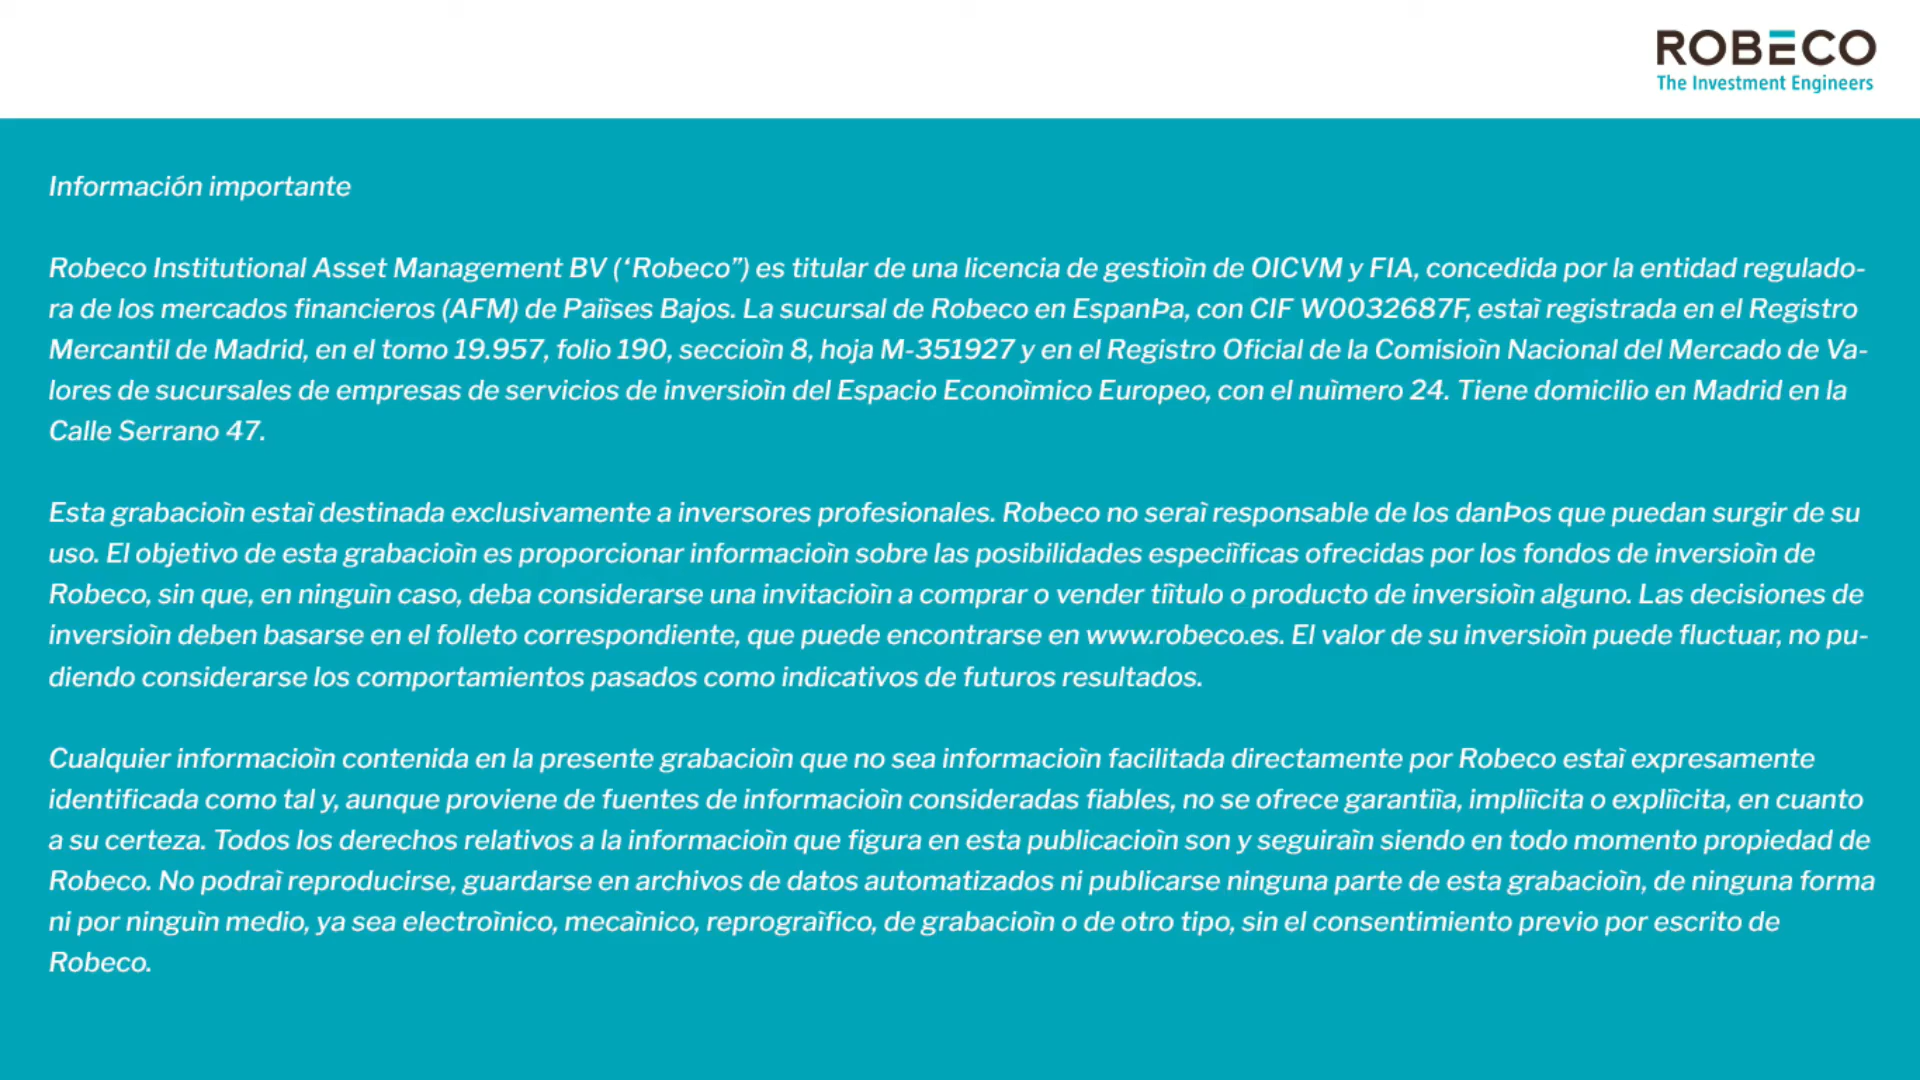 ROBECO
The Investment Engineers
Información importante
Robeco Institutional Asset Management BV (‘Robeco”) es titular de una licencia de gestioìn de OICVM y FIA, concedida por la entidad regulado-
ra de los mercados financieros (AFM) de Paiìses Bajos. La sucursal de Robeco en EspanÞa, con CIF W0032687F, estaì registrada en el Registro
Mercantil de Madrid, en el tomo 19.957, folio 190, seccioìn 8, hoja M-351927 y en el Registro Oficial de la Comisioìn Nacional del Mercado de Va-
lores de sucursales de empresas de servicios de inversioìn del Espacio Econoìmico Europeo, con el nuìmero 24. Tiene domicilio en Madrid en la
Calle Serrano 47.
Esta grabacioìn estaì destinada exclusivamente a inversores profesionales. Robeco no seraì responsable de los danÞos que puedan surgir de su
uso. El objetivo de esta grabacioìn es proporcionar informacioìn sobre las posibilidades especiìficas ofrecidas por los fondos de inversioìn de
Robeco, sin que, en ninguìn caso, deba considerarse una invitacioìn a comprar o vender tiìtulo o producto de inversioìn alguno. Las decisiones de
inversioìn deben basarse en el folleto correspondiente, que puede encontrarse en www.robeco.es. El valor de su inversioìn puede fluctuar, no pu-
diendo considerarse los comportamientos pasados como indicativos de futuros resultados.
Cualquier informacioìn contenida en la presente grabacioìn que no sea informacioìn facilitada directamente por Robeco estaì expresamente
identificada como tal y, aunque proviene de fuentes de informacioìn consideradas fiables, no se ofrece garantiìa, impliìcita o expliìcita, en cuanto
a su certeza. Todos los derechos relativos a la informacioìn que figura en esta publicacioìn son y seguiraìn siendo en todo momento propiedad de
Robeco. No podraì reproducirse, guardarse en archivos de datos automatizados ni publicarse ninguna parte de esta grabacioìn, de ninguna forma
ni por ninguìn medio, ya sea electroìnico, mecaìnico, reprograìfico, de grabacioìn o de otro tipo, sin el consentimiento previo por escrito de
Robeco.